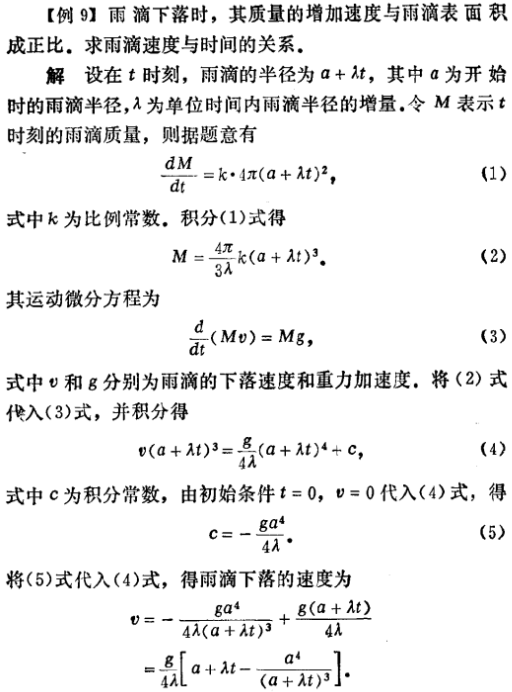 【例 9】 雨滴下落时，其质量的增加速度与雨滴表面积
成正比．求雨滴速度与时间的关系．
解 设在 t 时刻，雨滴的半径为 a + λt，其中 a 为开始
时的雨滴半径，λ 为单位时间内雨滴半径的增量．令 M 表示 t
时刻的雨滴质量，则据题意有
dM/dt = k·4π(a + λt)²， (1)
式中 k 为比例常数．积分(1)式得
M = 4π/3λ k(a + λt)³． (2)
其运动微分方程为
d/dt (Mv) = Mg， (3)
式中 v 和 g 分别为雨滴的下落速度和重力加速度．将(2)式
代入(3)式，并积分得
v(a + λt)³ = g/4λ (a + λt)⁴ + c， (4)
式中 c 为积分常数，由初始条件 t = 0，v = 0 代入(4)式，得
c = − ga⁴/4λ． (5)
将(5)式代入(4)式，得雨滴下落的速度为
v = − ga⁴/4λ(a + λt)³ + g(a + λt)/4λ
= g/4λ [a + λt − a⁴/(a + λt)³]．